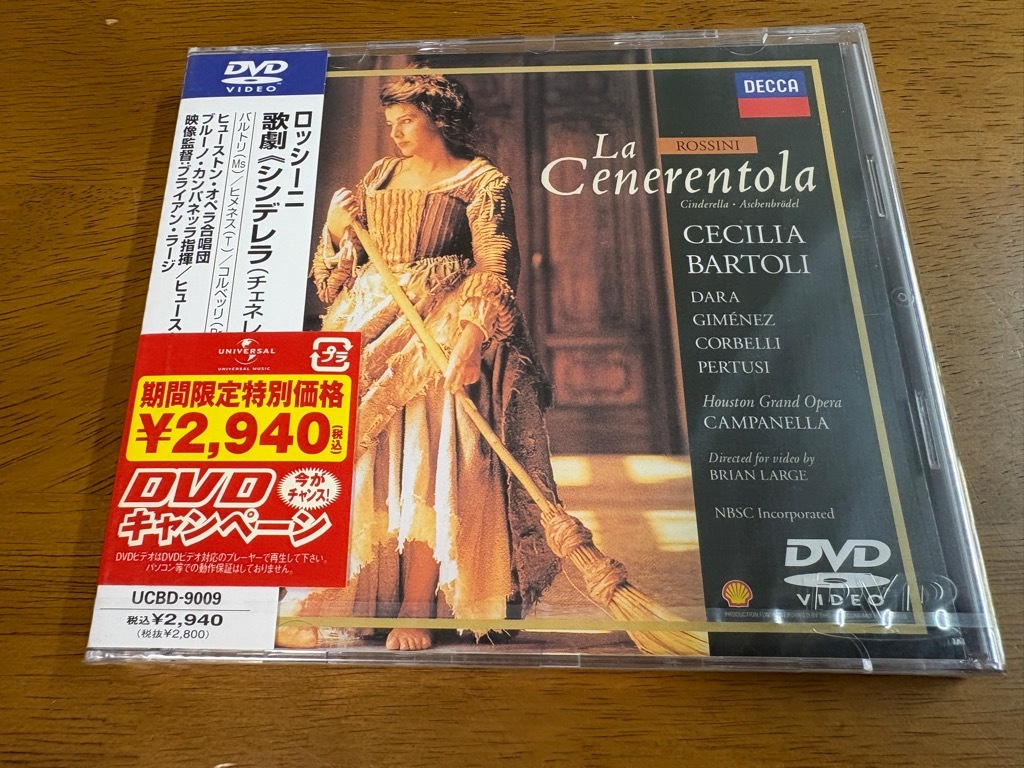 DVD
VIDEO
ロッシーニ
歌劇《シンデレラ(チェネレ
バルトリ(Ms)/ヒメネス(T)/コルベッリ(
ヒューストン・オペラ合唱団
ブルーノ・カンパネッラ指揮/ヒュース
映像監督:ブライアン・ラージ
UNIVERSAL
UNIVERSAL MUSIC
プラ
期間限定特別価格
¥2,940(税込)
DVD
今が
チャンス!
キャンペーン
DVDビデオはDVDビデオ対応のプレーヤーで再生して下さい。
パソコン等での動作保証はしておりません。
UCBD-9009
税込¥2,940
(税抜¥2,800)
DECCA
ROSSINI
La
Cenerentola
Cinderella · Aschenbrödel
CECILIA
BARTOLI
DARA
GIMÉNEZ
CORBELLI
PERTUSI
Houston Grand Opera
CAMPANELLA
Directed for video by
BRIAN LARGE
NBSC Incorporated
DVD
VIDEO